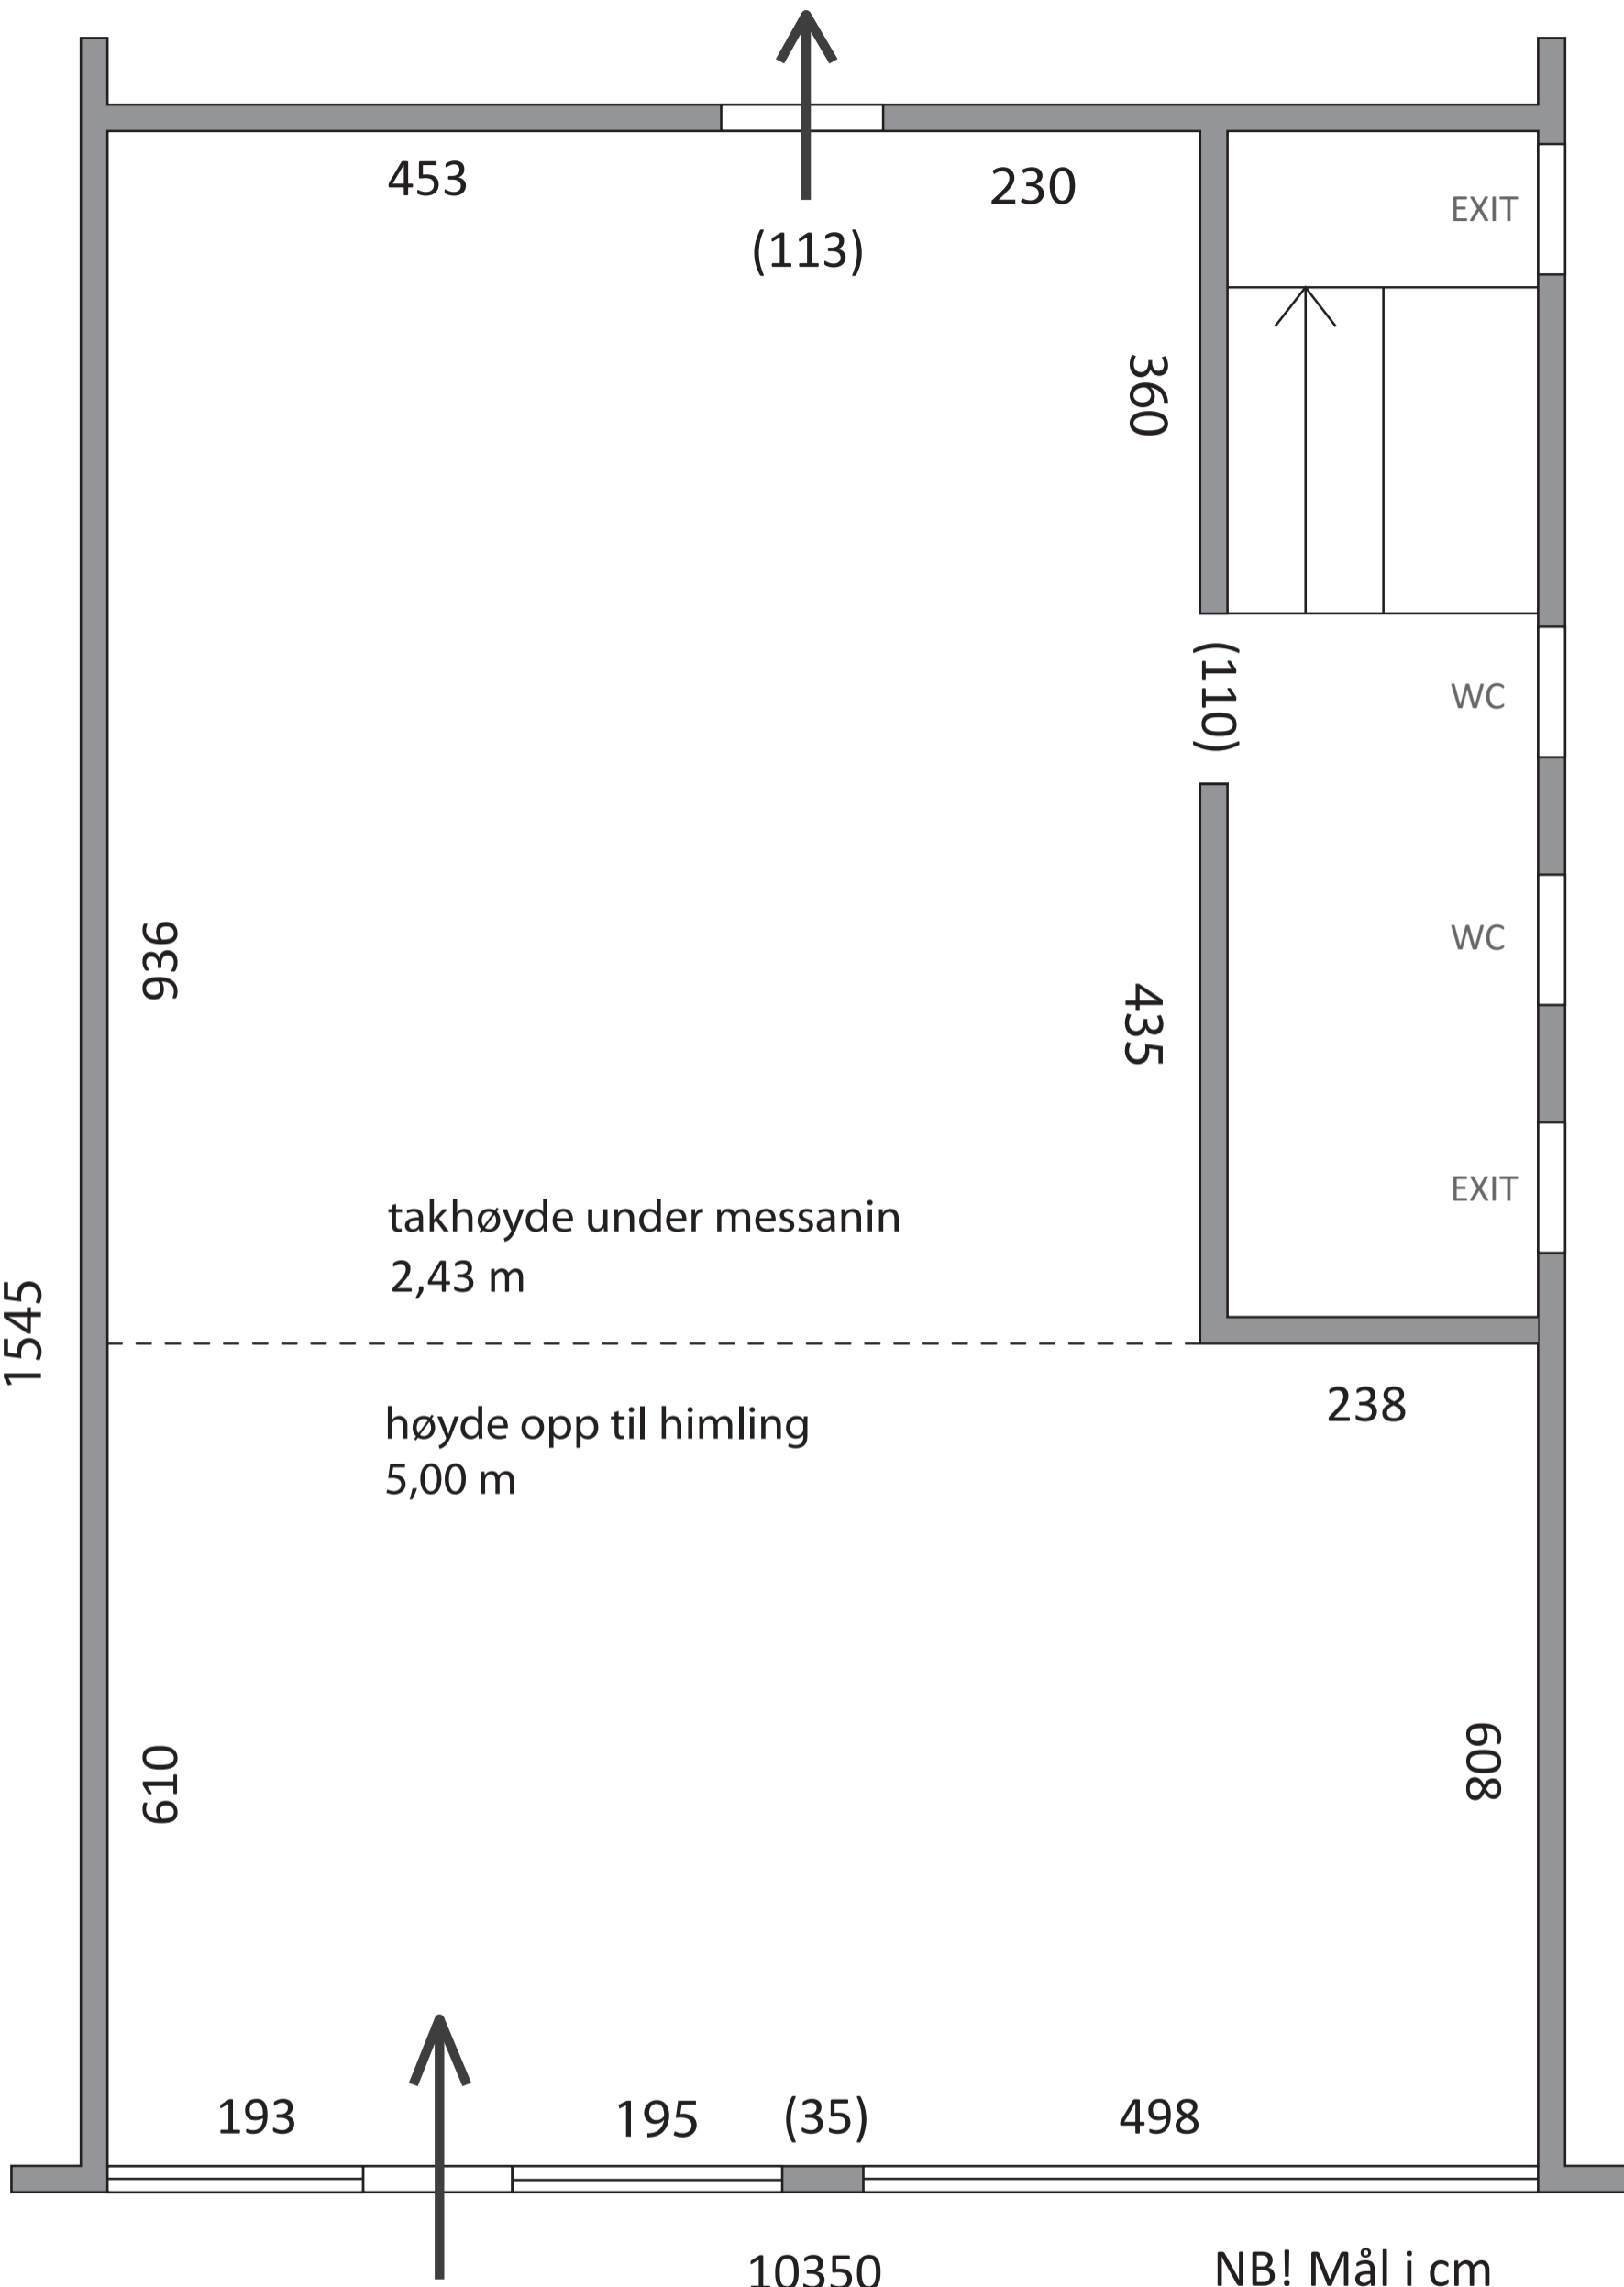 453
230
(113)
EXIT
360
(110)
WC
936
WC
435
EXIT
takhøyde under messanin
2,43 m
1545
høyde opp til himling
5,00 m
238
610
608
193
195
(35)
498
10350
NB! Mål i cm